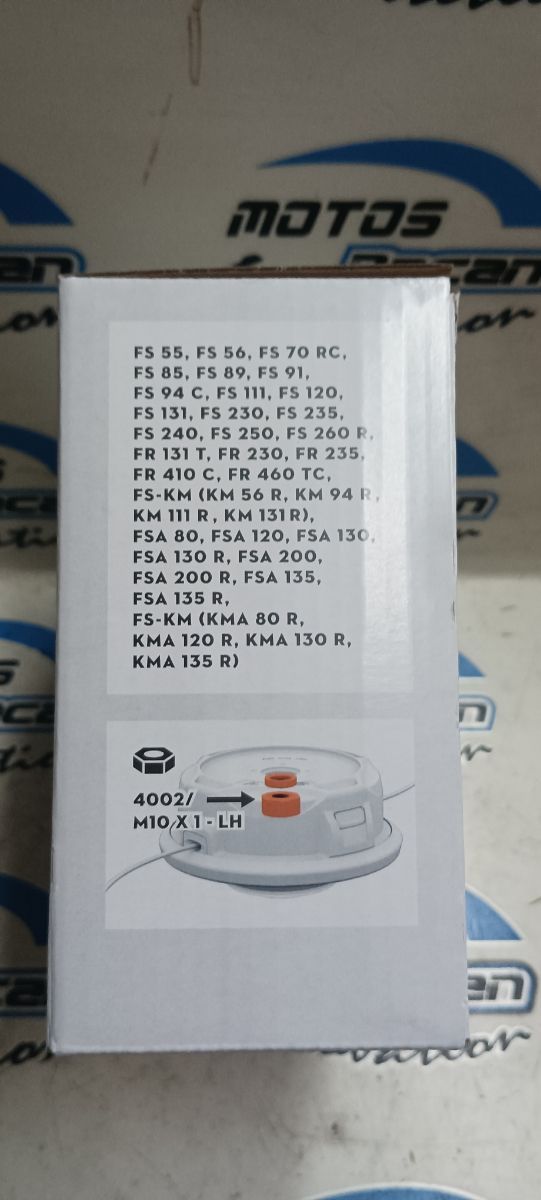 MOTOS
FS 55, FS 56, FS 70 RC,
FS 85, FS 89, FS 91,
FS 94 C, FS 111, FS 120,
FS 131, FS 230, FS 235,
FS 240, FS 250, FS 260 R,
FR 131 T, FR 230, FR 235,
FR 410 C, FR 460 TC,
FS-KM (KM 56 R, KM 94 R,
KM 111 R, KM 131 R),
FSA 80, FSA 120, FSA 130,
FSA 130 R, FSA 200,
FSA 200 R, FSA 135,
FSA 135 R,
FS-KM (KMA 80 R,
KMA 120 R, KMA 130 R,
KMA 135 R)
4002/
M10 X 1 - LH